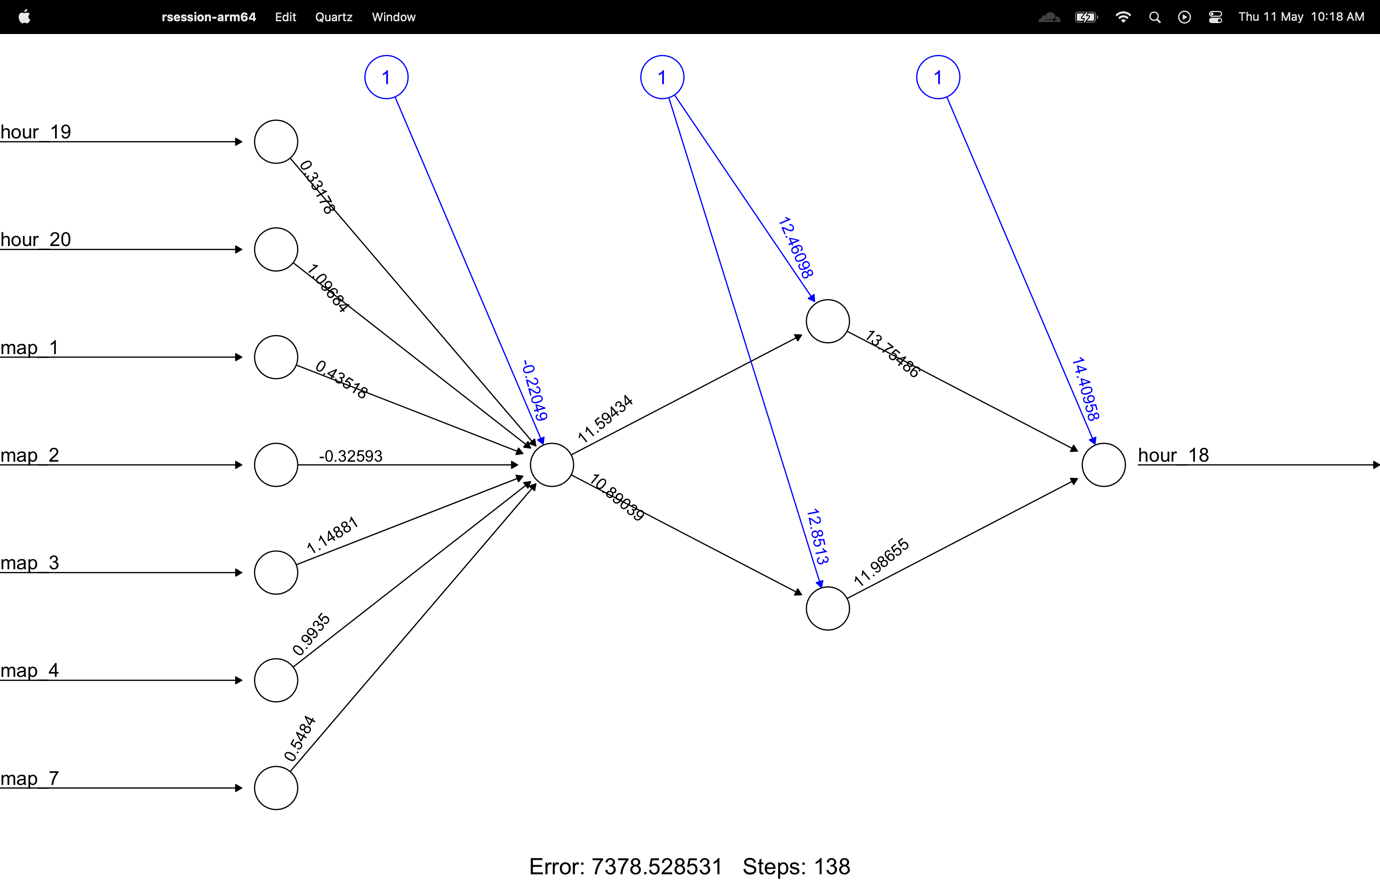 rsession-arm64 Edit Quartz Window Thu 11 May 10:18 AM
1 1 1
hour_19
0.33178
hour_20
1.09684
12.46098
map_1
0.43518
-0.22049
11.59434
13.75486
14.40958
map_2
-0.32593
hour_18
10.89039
map_3
1.14881
12.8513
11.98655
map_4
0.9935
map_7
0.5484
Error: 7378.528531 Steps: 138